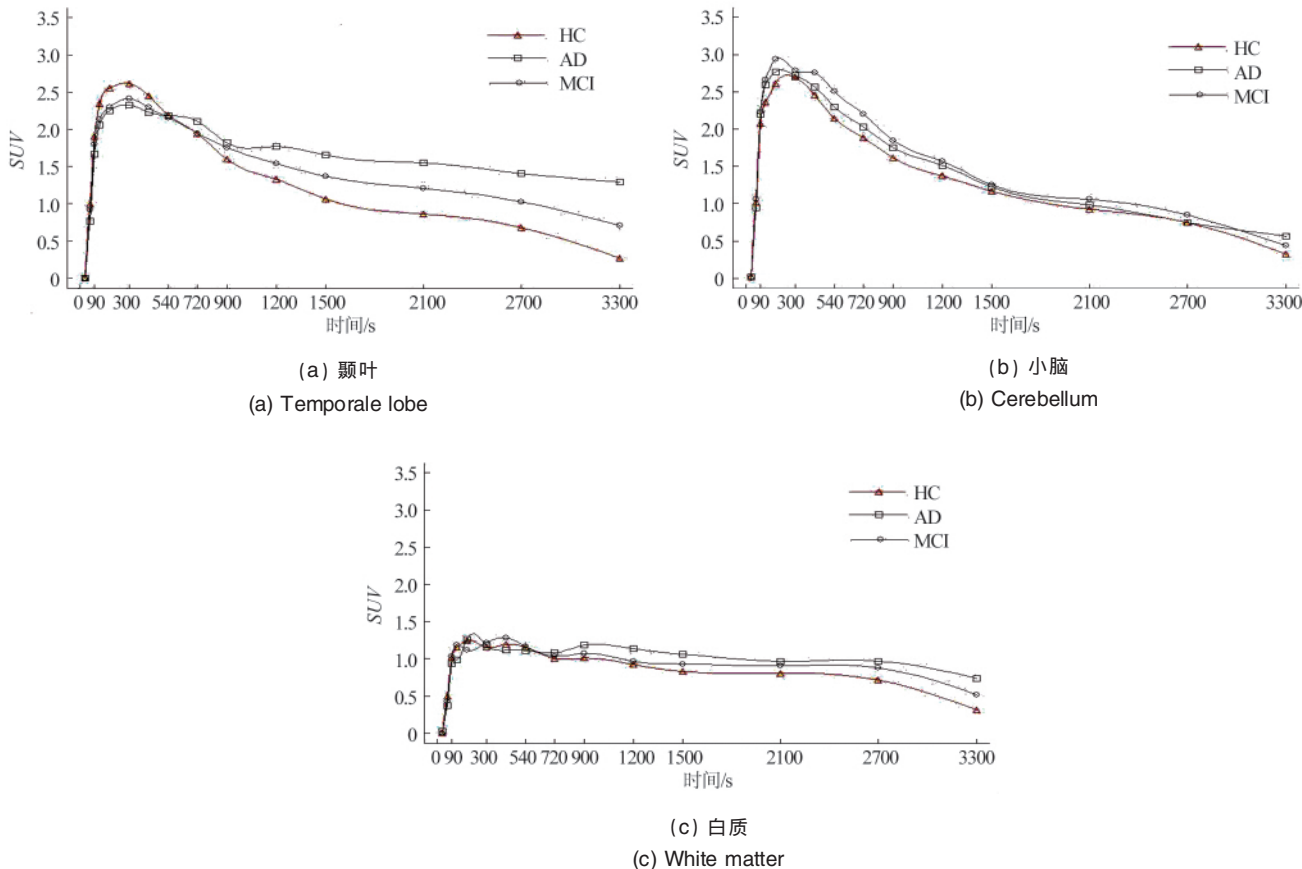 3.5
3.0
2.5
2.0
1.5
1.0
0.5
0
SUV
HC
AD
MCI
0 90 300 540 720 900 1200 1500 2100 2700 3300
时间/s
(a) 颞叶
(a) Temporale lobe
3.5
3.0
2.5
2.0
1.5
1.0
0.5
0
SUV
HC
AD
MCI
0 90 300 540 720 900 1200 1500 2100 2700 3300
时间/s
(b) 小脑
(b) Cerebellum
3.5
3.0
2.5
2.0
1.5
1.0
0.5
0
SUV
HC
AD
MCI
0 90 300 540 720 900 1200 1500 2100 2700 3300
时间/s
(c) 白质
(c) White matter